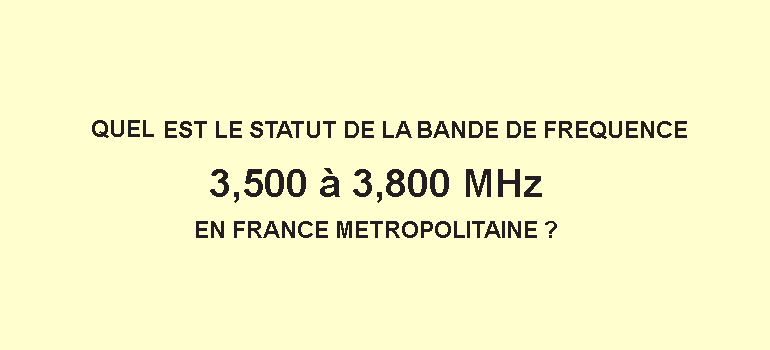 QUEL EST LE STATUT DE LA BANDE DE FREQUENCE
3,500 à 3,800 MHz
EN FRANCE METROPOLITAINE ?